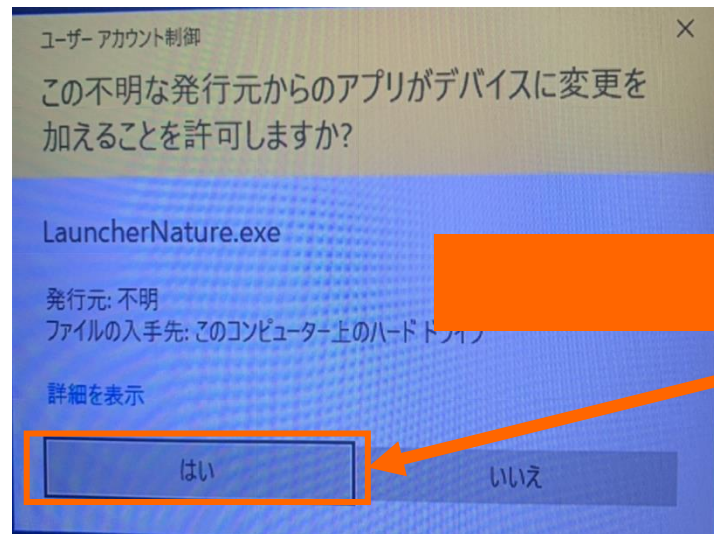 ユーザー アカウント制御
この不明な発行元からのアプリがデバイスに変更を
加えることを許可しますか?
LauncherNature.exe
発行元: 不明
ファイルの入手先: このコンピューター上のハード ドライブ
詳細を表示
はい
いいえ